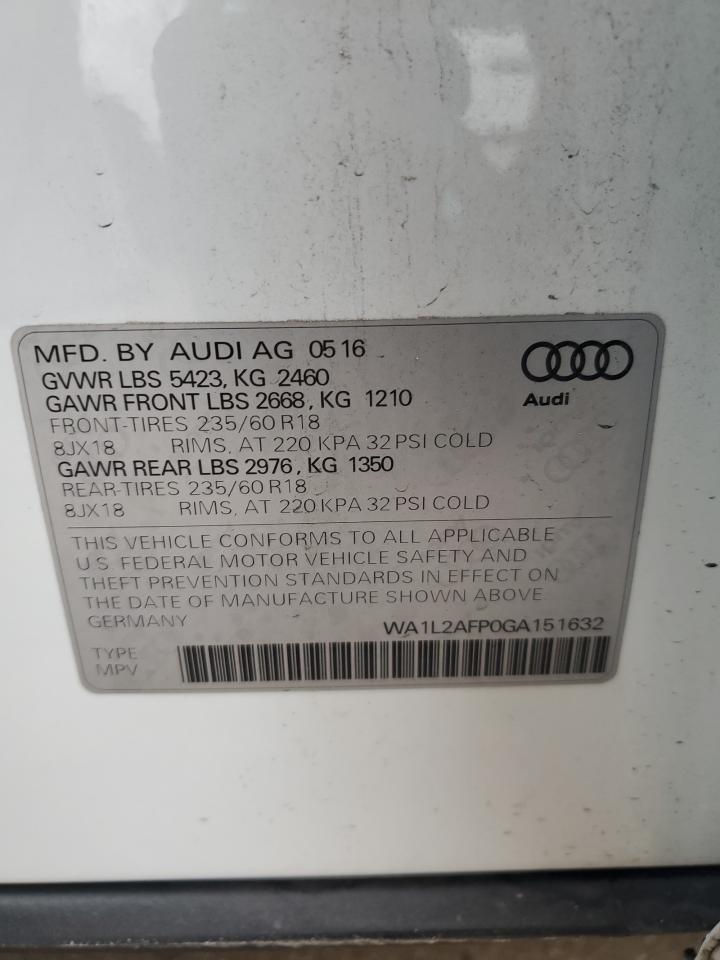 MFD. BY AUDI AG 05 16
GVWR LBS 5423, KG 2460
GAWR FRONT LBS 2668, KG 1210
FRONT-TIRES 235/60 R18
8JX18 RIMS, AT 220 KPA 32 PSI COLD
GAWR REAR LBS 2976, KG 1350
REAR-TIRES 235/60 R18
8JX18 RIMS, AT 220 KPA 32 PSI COLD
Audi
THIS VEHICLE CONFORMS TO ALL APPLICABLE
U.S. FEDERAL MOTOR VEHICLE SAFETY AND
THEFT PREVENTION STANDARDS IN EFFECT ON
THE DATE OF MANUFACTURE SHOWN ABOVE.
GERMANY WA1L2AFP0GA151632
TYPE
MPV